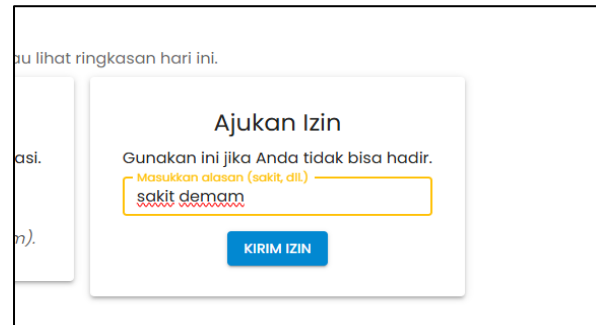 au lihat ringkasan hari ini.
Ajukan Izin
asi.
Gunakan ini jika Anda tidak bisa hadir.
Masukkan alasan (sakit, dll.)
sakit demam
m).
KIRIM IZIN